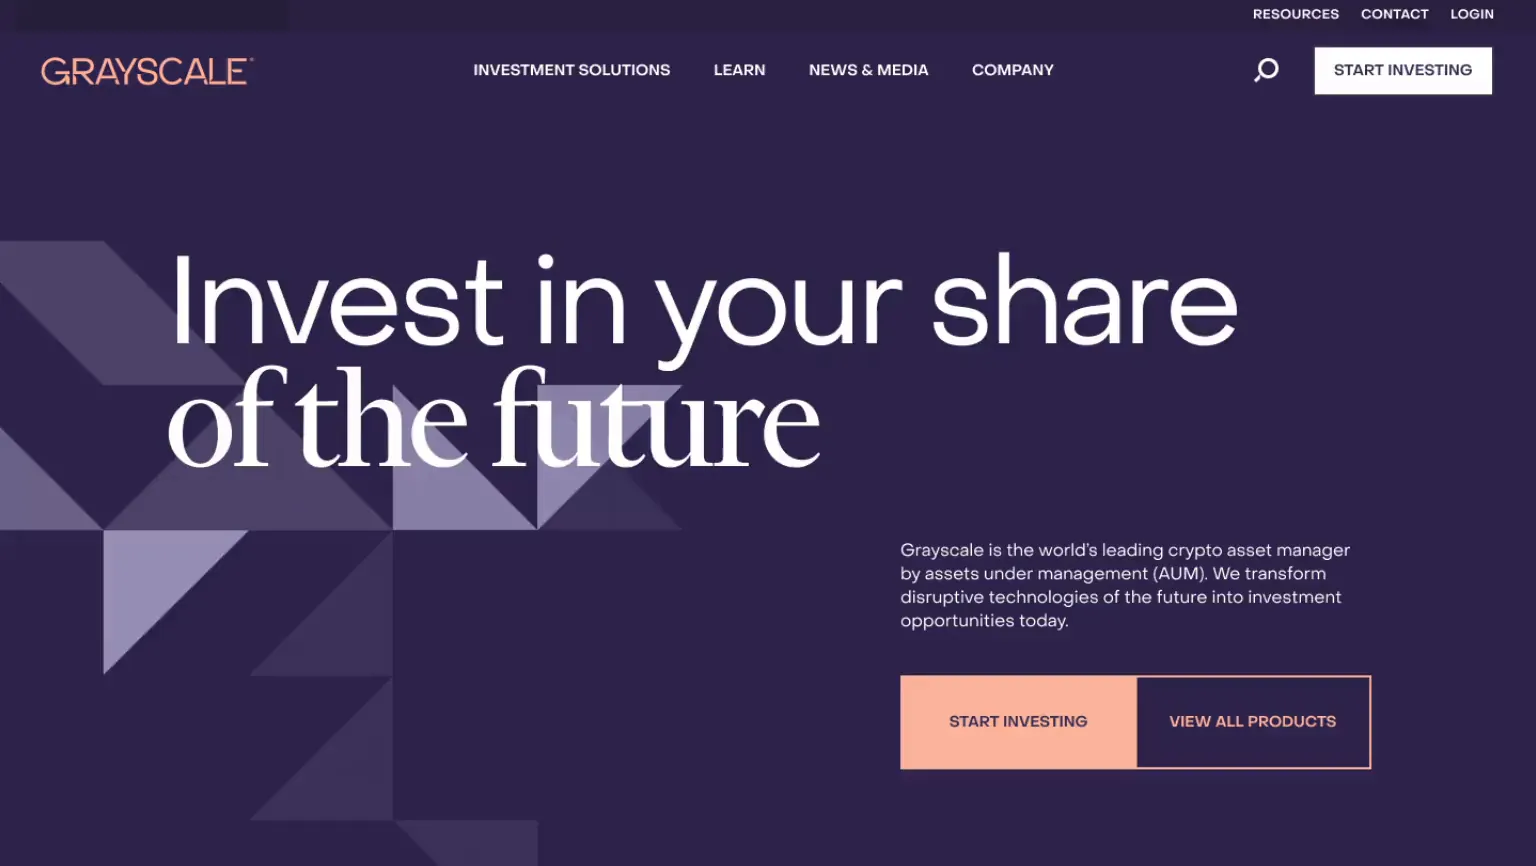 RESOURCES CONTACT LOGIN
GRAYSCALE®
INVESTMENT SOLUTIONS LEARN NEWS & MEDIA COMPANY
START INVESTING
Invest in your share
of the future
Grayscale is the world's leading crypto asset manager
by assets under management (AUM). We transform
disruptive technologies of the future into investment
opportunities today.
START INVESTING VIEW ALL PRODUCTS